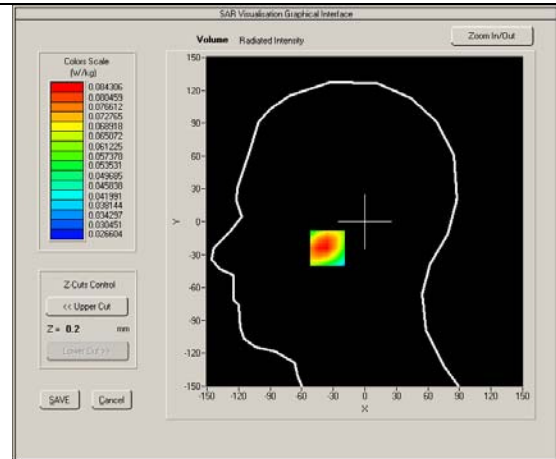 SAR Visualisation Graphical Interface
Volume Radiated Intensity
Zoom In/Out
Colors Scale
(W/kg)
0.084306
0.080459
0.076612
0.072765
0.068918
0.065072
0.061225
0.057378
0.053531
0.049685
0.045838
0.041991
0.038144
0.034297
0.030451
0.026604
Z-Cuts Control
<< Upper Cut
Z = 0.2 mm
Lower Cut >>
SAVE Cancel
150
120
90
60
30
Y 0
-30
-60
-90
-120
-150
-150 -120 -90 -60 -30 0 30 60 90 120 150
X